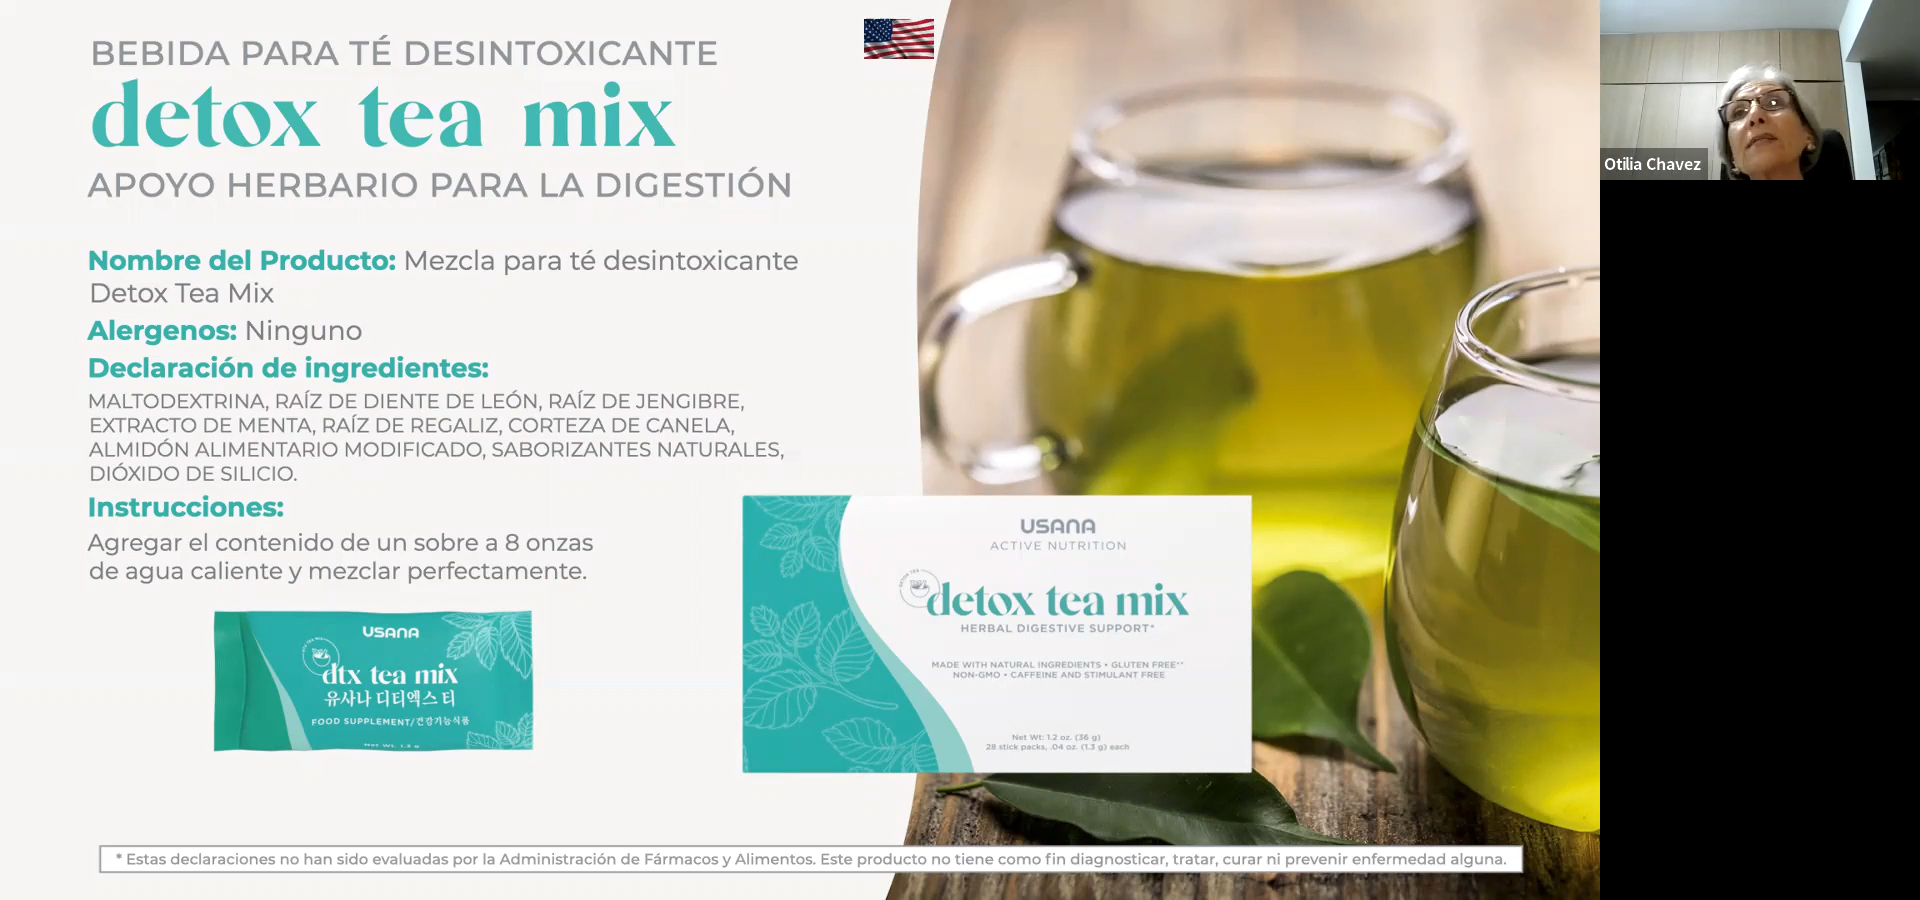 BEBIDA PARA TÉ DESINTOXICANTE
detox tea mix
APOYO HERBARIO PARA LA DIGESTIÓN
Nombre del Producto: Mezcla para té desintoxicante
Detox Tea Mix
Alergenos: Ninguno
Declaración de ingredientes:
MALTODEXTRINA, RAÍZ DE DIENTE DE LEÓN, RAÍZ DE JENGIBRE,
EXTRACTO DE MENTA, RAÍZ DE REGALIZ, CORTEZA DE CANELA,
ALMIDÓN ALIMENTARIO MODIFICADO, SABORIZANTES NATURALES,
DIÓXIDO DE SILICIO.
Instrucciones:
Agregar el contenido de un sobre a 8 onzas
de agua caliente y mezclar perfectamente.
USANA
dtx tea mix
유사나 디티엑스 티
FOOD SUPPLEMENT/건강기능식품
USANA
ACTIVE NUTRITION
detox tea mix
HERBAL DIGESTIVE SUPPORT*
MADE WITH NATURAL INGREDIENTS • GLUTEN FREE**
NON-GMO • CAFFEINE AND STIMULANT FREE
Net Wt: 1.2 oz. (36 g)
28 stick packs, .04 oz. (1.3 g) each
* Estas declaraciones no han sido evaluadas por la Administración de Fármacos y Alimentos. Este producto no tiene como fin diagnosticar, tratar, curar ni prevenir enfermedad alguna.
Otilia Chavez